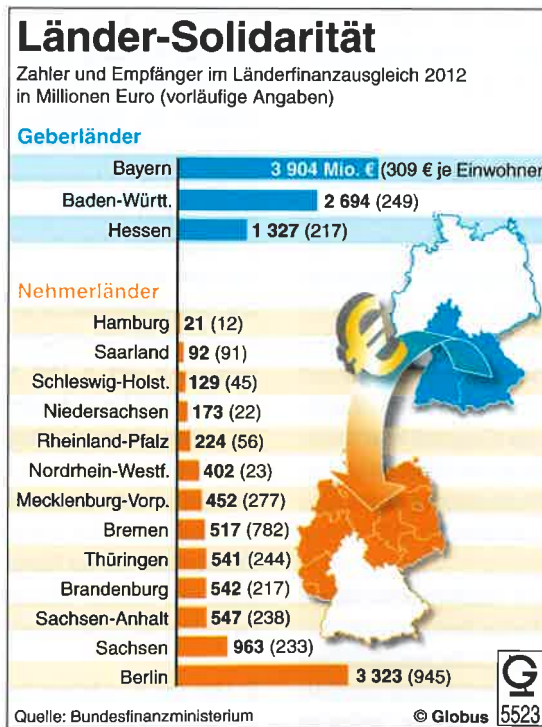 Länder-Solidarität
Zahler und Empfänger im Länderfinanzausgleich 2012
in Millionen Euro (vorläufige Angaben)
Geberländer
Bayern 3 904 Mio. € (309 € je Einwohner
Baden-Württ. 2 694 (249)
Hessen 1 327 (217)
Nehmerländer
Hamburg 21 (12)
Saarland 92 (91)
Schleswig-Holst. 129 (45)
Niedersachsen 173 (22)
Rheinland-Pfalz 224 (56)
Nordrhein-Westf. 402 (23)
Mecklenburg-Vorp. 452 (277)
Bremen 517 (782)
Thüringen 541 (244)
Brandenburg 542 (217)
Sachsen-Anhalt 547 (238)
Sachsen 963 (233)
Berlin 3 323 (945)
€
Quelle: Bundesfinanzministerium © Globus G 5523